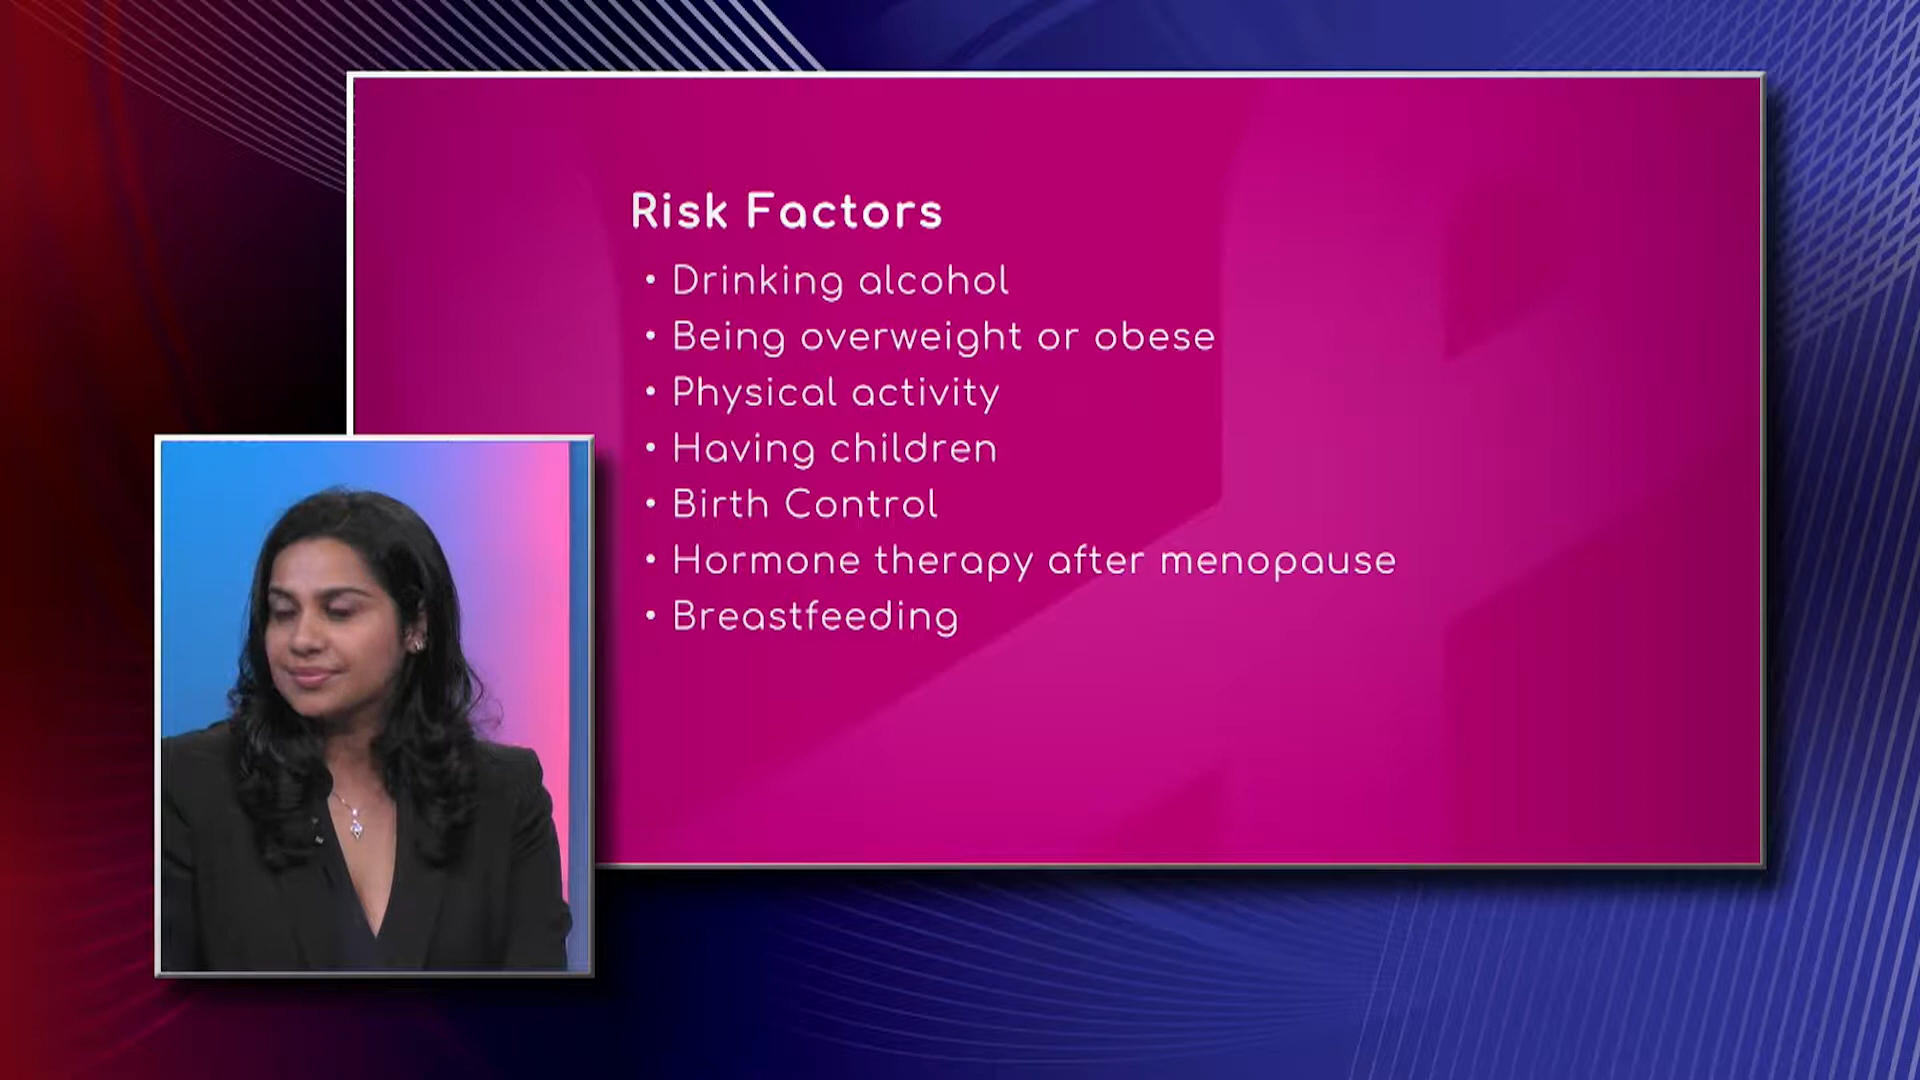 Risk Factors
• Drinking alcohol
• Being overweight or obese
• Physical activity
• Having children
• Birth Control
• Hormone therapy after menopause
• Breastfeeding